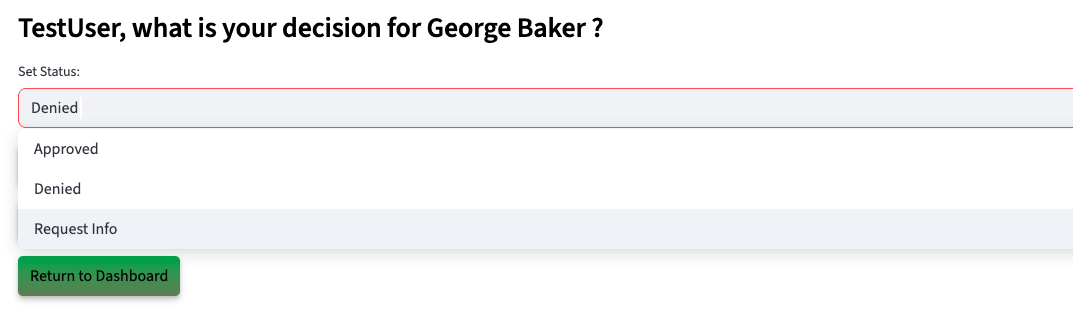 TestUser, what is your decision for George Baker ?
Set Status:
Denied
Approved
Denied
Request Info
Return to Dashboard